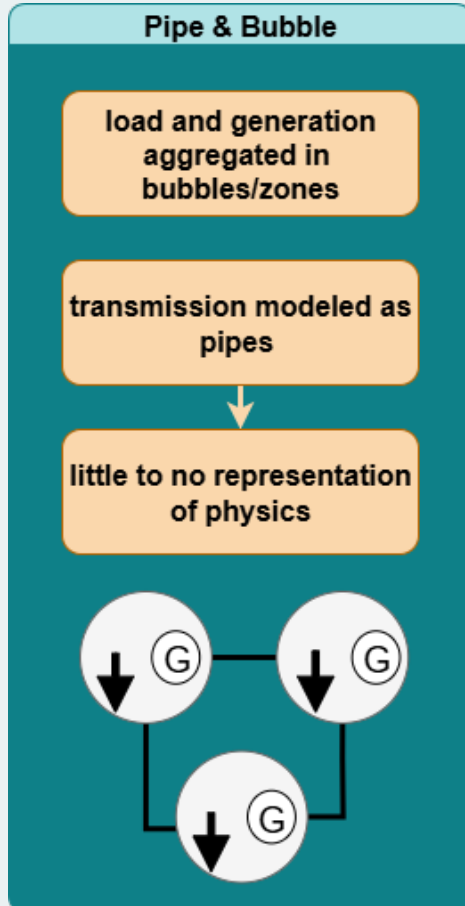 Pipe & Bubble
load and generation
aggregated in
bubbles/zones
transmission modeled as
pipes
little to no representation
of physics
G
G
G